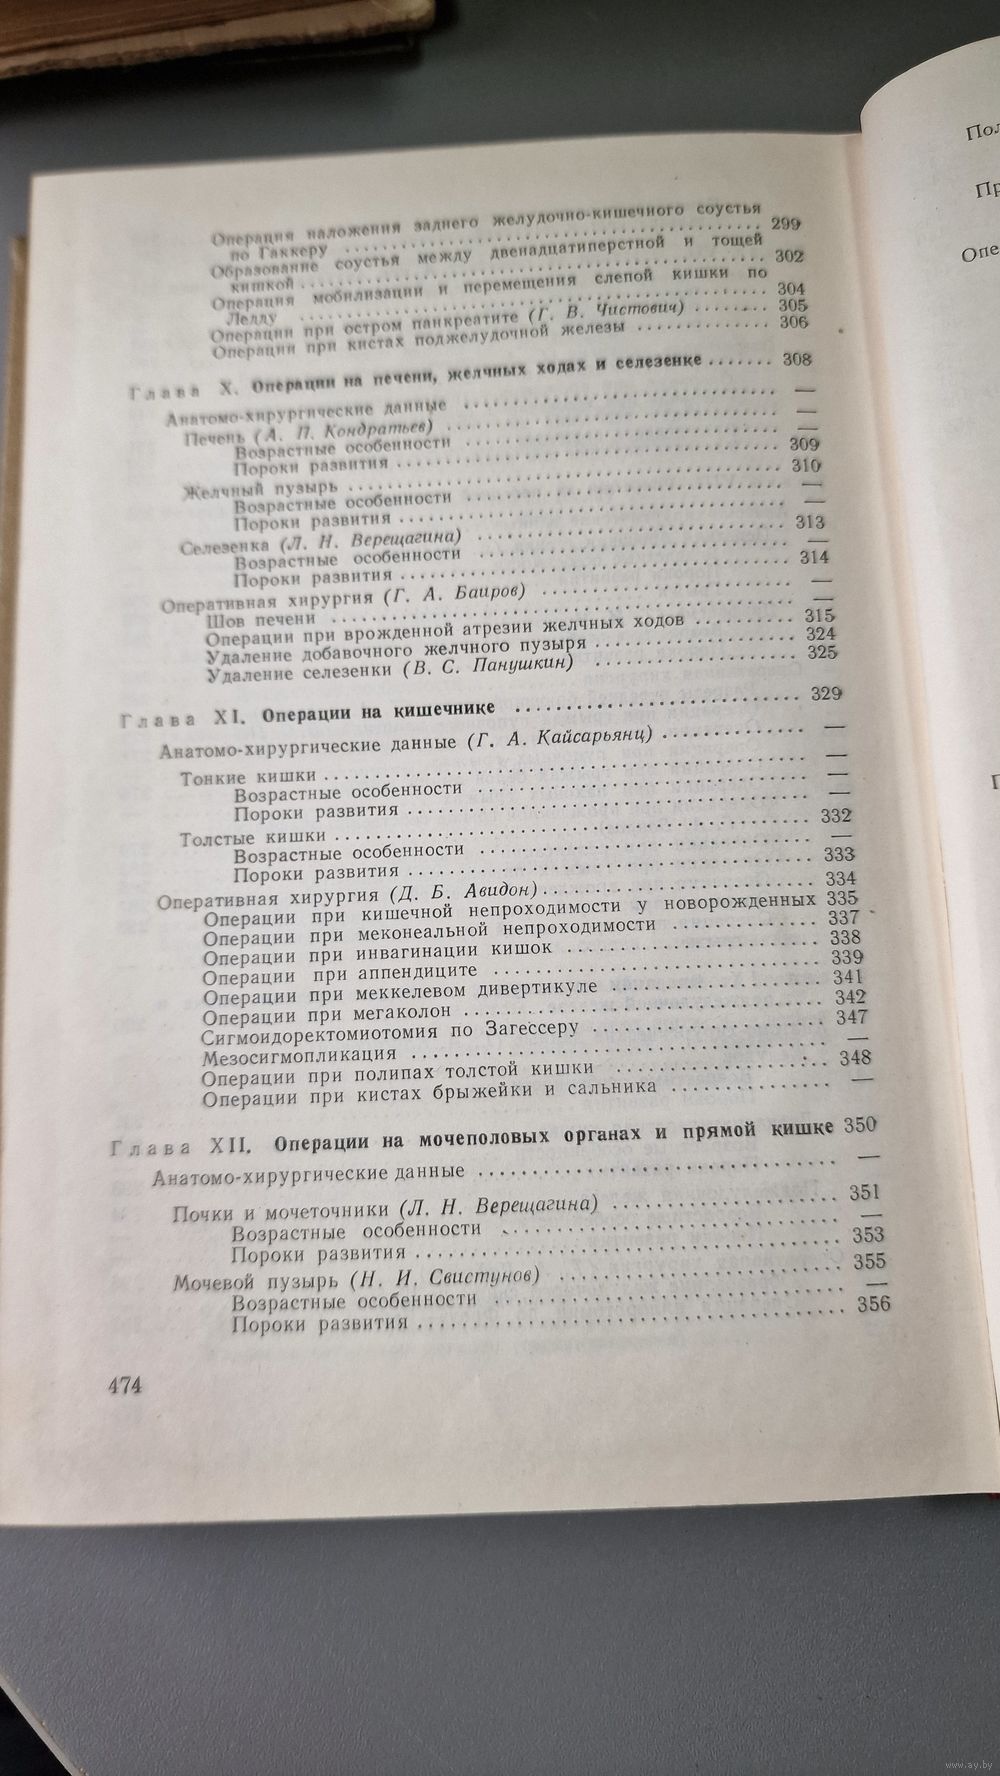 Операция наложения заднего желудочно-кишечного соустья
по Гаккеру . . . . . . . . . . . . . . . . . . . . 299
Образование соустья между двенадцатиперстной и тощей
кишкой . . . . . . . . . . . . . . . . . . . . 302
Операция мобилизации и перемещения слепой кишки по
Ледду . . . . . . . . . . . . . . . . . . . . 304
Операции при остром панкреатите (Г. В. Чистович) . . . . . . . . 305
Операции при кистах поджелудочной железы . . . . . . . . . . . 306
Глава X. Операции на печени, желчных ходах и селезенке . . . . . . . 308
Анатомо-хирургические данные . . . . . . . . . . . . . . . . . . . . —
Печень (А. П. Кондратьев) . . . . . . . . . . . . . . . . . . . . —
Возрастные особенности . . . . . . . . . . . . . . . . . . . . —
Пороки развития . . . . . . . . . . . . . . . . . . . . 309
Желчный пузырь . . . . . . . . . . . . . . . . . . . . 310
Возрастные особенности . . . . . . . . . . . . . . . . . . . . —
Пороки развития . . . . . . . . . . . . . . . . . . . . —
Селезенка (Л. Н. Верещагина) . . . . . . . . . . . . . . . . . . . . 313
Возрастные особенности . . . . . . . . . . . . . . . . . . . . —
Пороки развития . . . . . . . . . . . . . . . . . . . . 314
Оперативная хирургия (Г. А. Баиров) . . . . . . . . . . . . . . . . . . . . —
Шов печени . . . . . . . . . . . . . . . . . . . . —
Операции при врожденной атрезии желчных ходов . . . . . . . . . . 315
Удаление добавочного желчного пузыря . . . . . . . . . . . . . . . . 324
Удаление селезенки (В. С. Панушкин) . . . . . . . . . . . . . . . . 325
Глава XI. Операции на кишечнике . . . . . . . . . . . . . . . . . . . . 329
Анатомо-хирургические данные (Г. А. Кайсарьянц) . . . . . . . . . . . . —
Тонкие кишки . . . . . . . . . . . . . . . . . . . . —
Возрастные особенности . . . . . . . . . . . . . . . . . . . . —
Пороки развития . . . . . . . . . . . . . . . . . . . . —
Толстые кишки . . . . . . . . . . . . . . . . . . . . 332
Возрастные особенности . . . . . . . . . . . . . . . . . . . . —
Пороки развития . . . . . . . . . . . . . . . . . . . . 333
Оперативная хирургия (Д. Б. Авидон) . . . . . . . . . . . . . . . . . . . . 334
Операции при кишечной непроходимости у новорожденных 335
Операции при меконеальной непроходимости . . . . . . . . . . . . 337
Операции при инвагинации кишок . . . . . . . . . . . . . . . . . . . . 338
Операции при аппендиците . . . . . . . . . . . . . . . . . . . . 339
Операции при меккелевом дивертикуле . . . . . . . . . . . . . . . . 341
Операции при мегаколон . . . . . . . . . . . . . . . . . . . . 342
Сигмоидоректомиотомия по Загессеру . . . . . . . . . . . . . . . . . . 347
Мезосигмопликация . . . . . . . . . . . . . . . . . . . . —
Операции при полипах толстой кишки . . . . . . . . . . . . . . . . 348
Операции при кистах брыжейки и сальника . . . . . . . . . . . . . —
Глава XII. Операции на мочеполовых органах и прямой кишке 350
Анатомо-хирургические данные . . . . . . . . . . . . . . . . . . . . —
Почки и мочеточники (Л. Н. Верещагина) . . . . . . . . . . . . . . . . . . 351
Возрастные особенности . . . . . . . . . . . . . . . . . . . . —
Пороки развития . . . . . . . . . . . . . . . . . . . . 353
Мочевой пузырь (Н. И. Свистунов) . . . . . . . . . . . . . . . . . . . . 355
Возрастные особенности . . . . . . . . . . . . . . . . . . . . —
Пороки развития . . . . . . . . . . . . . . . . . . . . 356
474
www.ay.by